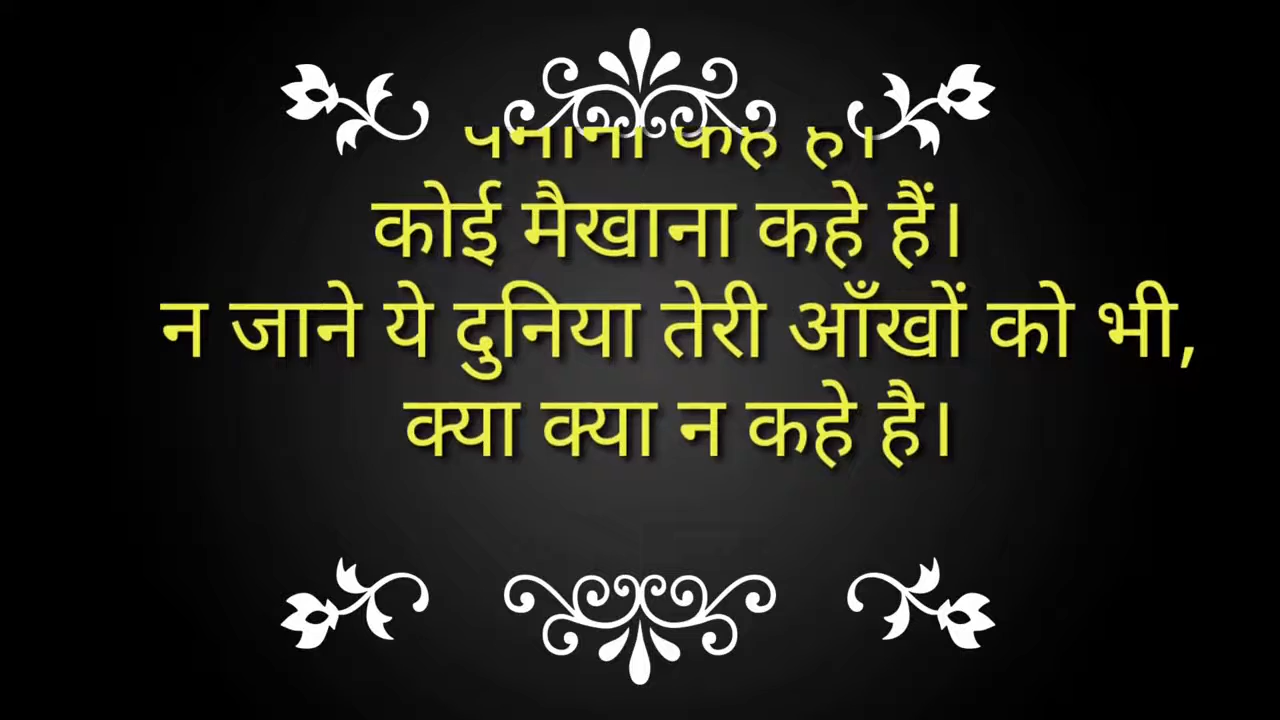 कोई मैखाना कहे हैं।
न जाने ये दुनिया तेरी आँखों को भी,
क्या क्या न कहे है।